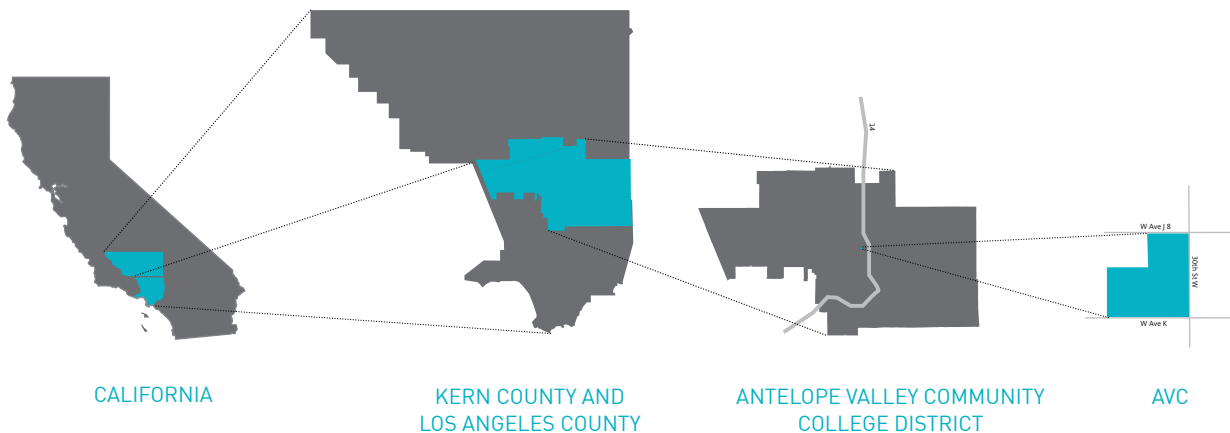 14
W Ave J 8
30th St W
W Ave K
CALIFORNIA
KERN COUNTY AND
LOS ANGELES COUNTY
ANTELOPE VALLEY COMMUNITY
COLLEGE DISTRICT
AVC